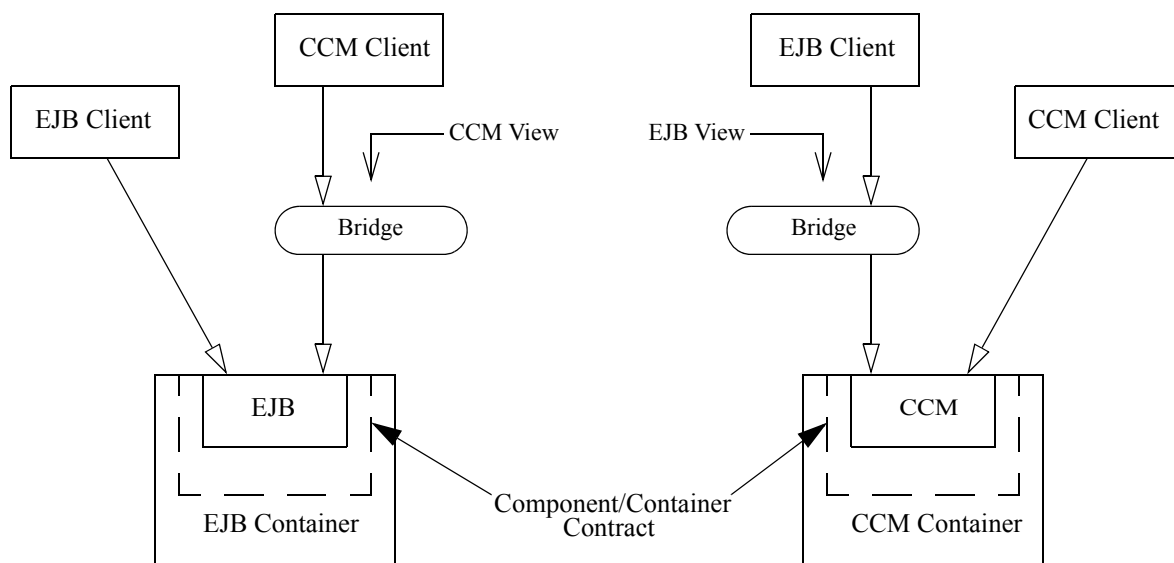 CCM Client
EJB Client
EJB Client
CCM Client
CCM View
EJB View
Bridge
Bridge
EJB
CCM
Component/Container
Contract
EJB Container
CCM Container